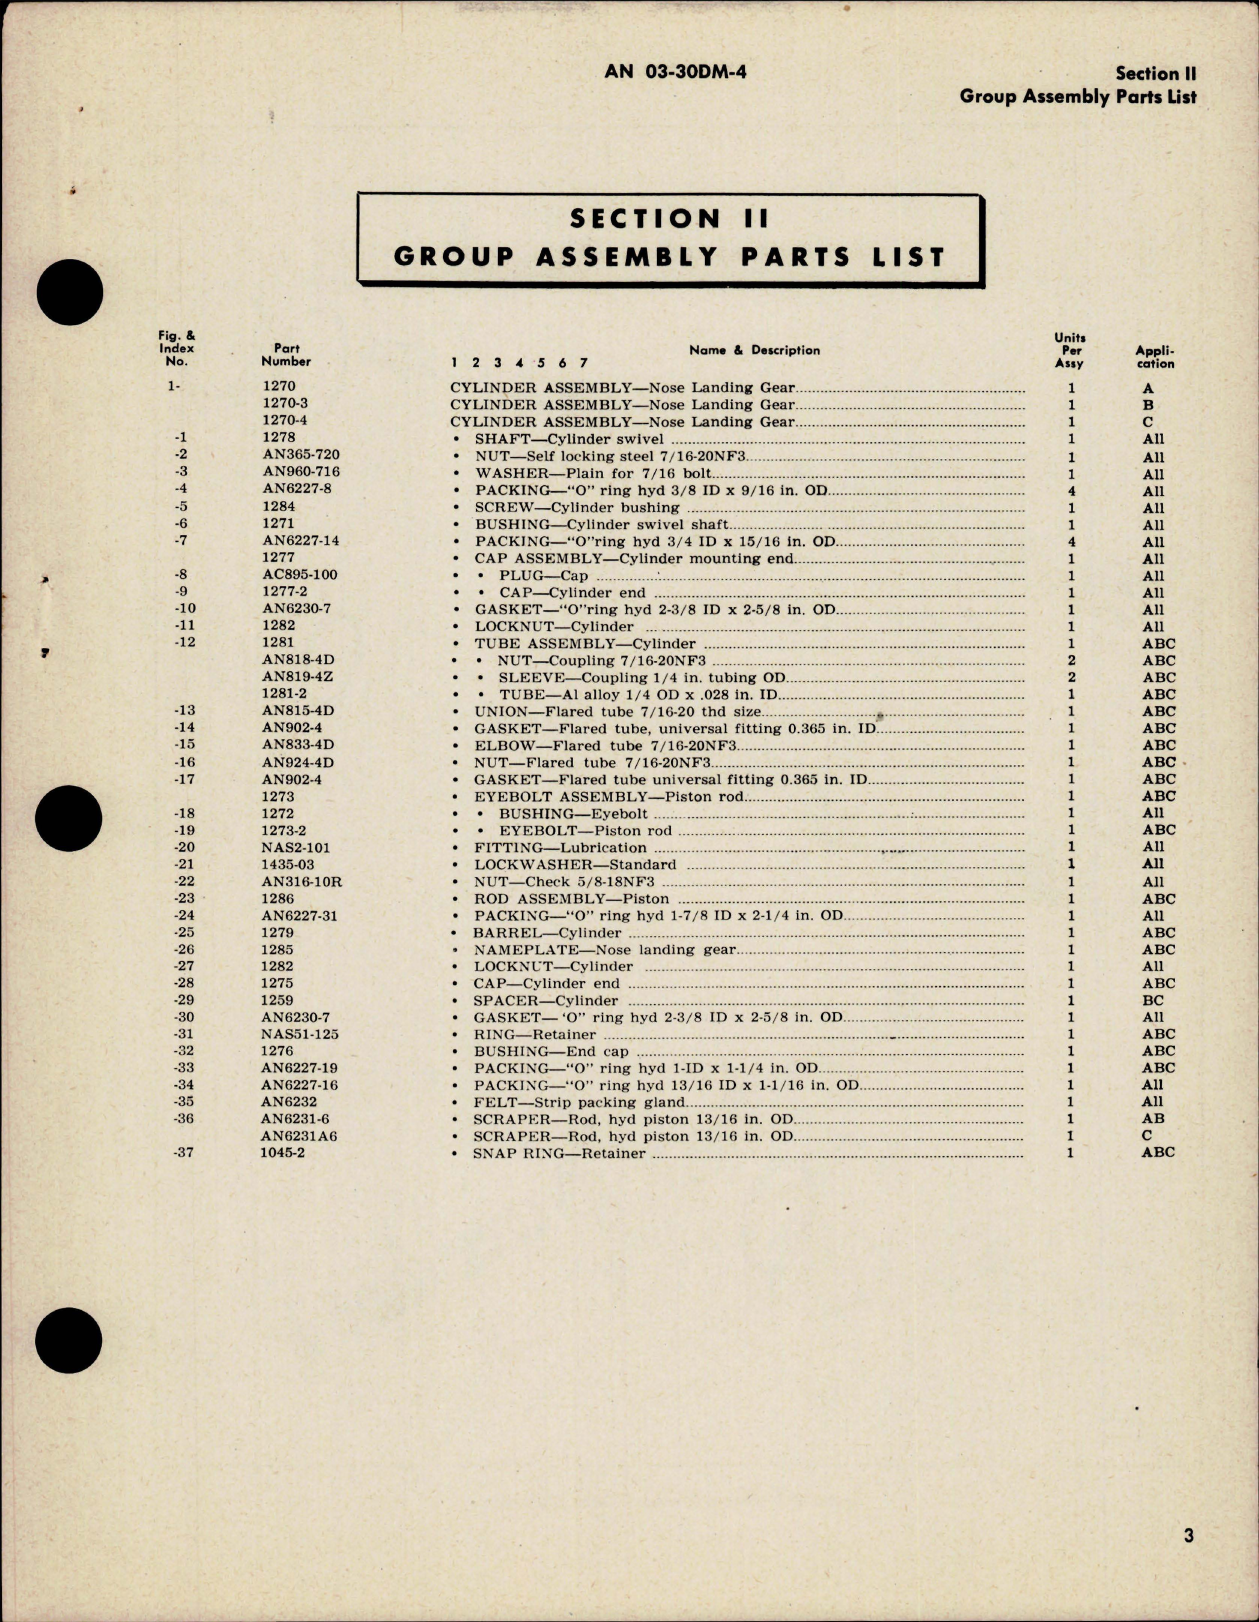 AN 03-30DM-4
Section II
Group Assembly Parts List
SECTION II
GROUP ASSEMBLY PARTS LIST
Fig. & Index No. Part Number 1 2 3 4 5 6 7 Name & Description Units Per Assy Appli- cation
1- 1270 CYLINDER ASSEMBLY—Nose Landing Gear 1 A
1270-3 CYLINDER ASSEMBLY—Nose Landing Gear 1 B
1270-4 CYLINDER ASSEMBLY—Nose Landing Gear 1 C
-1 1278 • SHAFT—Cylinder swivel 1 All
-2 AN365-720 • NUT—Self locking steel 7/16-20NF3 1 All
-3 AN960-716 • WASHER—Plain for 7/16 bolt 1 All
-4 AN6227-8 • PACKING—"O" ring hyd 3/8 ID x 9/16 in. OD 4 All
-5 1284 • SCREW—Cylinder bushing 1 All
-6 1271 • BUSHING—Cylinder swivel shaft 1 All
-7 AN6227-14 • PACKING—"O"ring hyd 3/4 ID x 15/16 in. OD 4 All
1277 • CAP ASSEMBLY—Cylinder mounting end 1 All
-8 AC895-100 • • PLUG—Cap 1 All
-9 1277-2 • • CAP—Cylinder end 1 All
-10 AN6230-7 • GASKET—"O"ring hyd 2-3/8 ID x 2-5/8 in. OD 1 All
-11 1282 • LOCKNUT—Cylinder 1 All
-12 1281 • TUBE ASSEMBLY—Cylinder 1 ABC
AN818-4D • • NUT—Coupling 7/16-20NF3 2 ABC
AN819-4Z • • SLEEVE—Coupling 1/4 in. tubing OD 2 ABC
1281-2 • • TUBE—Al alloy 1/4 OD x .028 in. ID 1 ABC
-13 AN815-4D • UNION—Flared tube 7/16-20 thd size 1 ABC
-14 AN902-4 • GASKET—Flared tube, universal fitting 0.365 in. ID 1 ABC
-15 AN833-4D • ELBOW—Flared tube 7/16-20NF3 1 ABC
-16 AN924-4D • NUT—Flared tube 7/16-20NF3 1 ABC
-17 AN902-4 • GASKET—Flared tube universal fitting 0.365 in. ID 1 ABC
1273 • EYEBOLT ASSEMBLY—Piston rod 1 ABC
-18 1272 • • BUSHING—Eyebolt 1 All
-19 1273-2 • • EYEBOLT—Piston rod 1 ABC
-20 NAS2-101 • FITTING—Lubrication 1 All
-21 1435-03 • LOCKWASHER—Standard 1 All
-22 AN316-10R • NUT—Check 5/8-18NF3 1 All
-23 1286 • ROD ASSEMBLY—Piston 1 ABC
-24 AN6227-31 • PACKING—"O" ring hyd 1-7/8 ID x 2-1/4 in. OD 1 All
-25 1279 • BARREL—Cylinder 1 ABC
-26 1285 • NAMEPLATE—Nose landing gear 1 ABC
-27 1282 • LOCKNUT—Cylinder 1 All
-28 1275 • CAP—Cylinder end 1 ABC
-29 1259 • SPACER—Cylinder 1 BC
-30 AN6230-7 • GASKET— 'O" ring hyd 2-3/8 ID x 2-5/8 in. OD 1 All
-31 NAS51-125 • RING—Retainer 1 ABC
-32 1276 • BUSHING—End cap 1 ABC
-33 AN6227-19 • PACKING—"O" ring hyd 1-ID x 1-1/4 in. OD 1 ABC
-34 AN6227-16 • PACKING—"O" ring hyd 13/16 ID x 1-1/16 in. OD 1 All
-35 AN6232 • FELT—Strip packing gland 1 All
-36 AN6231-6 • SCRAPER—Rod, hyd piston 13/16 in. OD 1 AB
AN6231A6 • SCRAPER—Rod, hyd piston 13/16 in. OD 1 C
-37 1045-2 • SNAP RING—Retainer 1 ABC
3